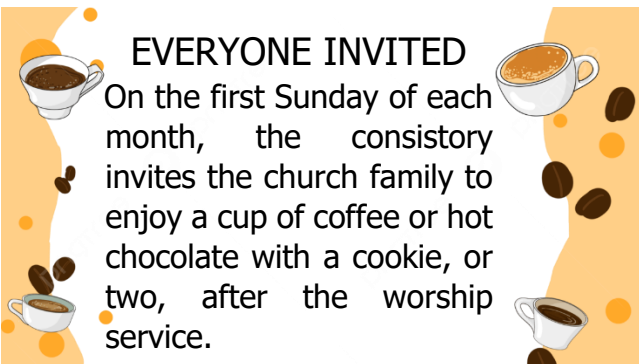 EVERYONE INVITED
On the first Sunday of each
month, the consistory
invites the church family to
enjoy a cup of coffee or hot
chocolate with a cookie, or
two, after the worship
service.